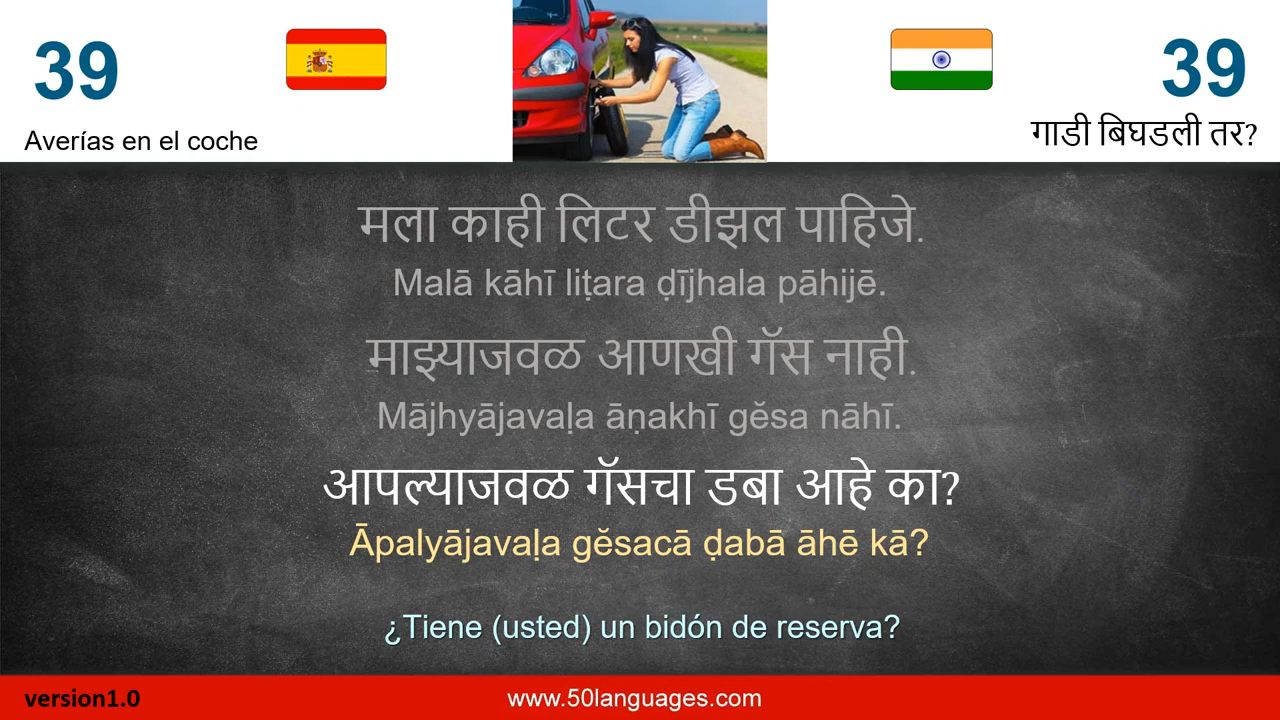 39
39
Averías en el coche
गाडी बिघडली तर?
मला काही लिटर डीझल पाहिजे.
Malā kāhī liṭara ḍījhala pāhijē.
माझ्याजवळ आणखी गॅस नाही.
Mājhyājavaḷa āṇakhī gĕsa nāhī.
आपल्याजवळ गॅसचा डबा आहे का?
Āpalyājavaḷa gĕsacā ḍabā āhē kā?
¿Tiene (usted) un bidón de reserva?
version1.0
www.50languages.com